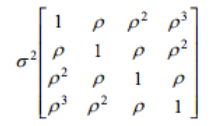 1 ρ ρ² ρ³
σ² ρ 1 ρ ρ²
ρ² ρ 1 ρ
ρ³ ρ² ρ 1